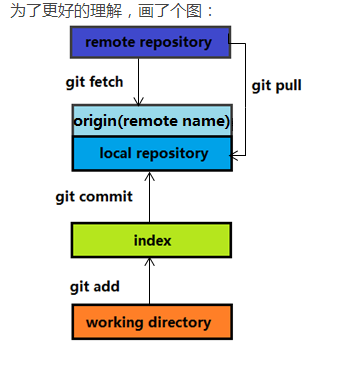 为了更好的理解，画了个图：
remote repository
git fetch
git pull
origin(remote name)
local repository
git commit
index
git add
working directory